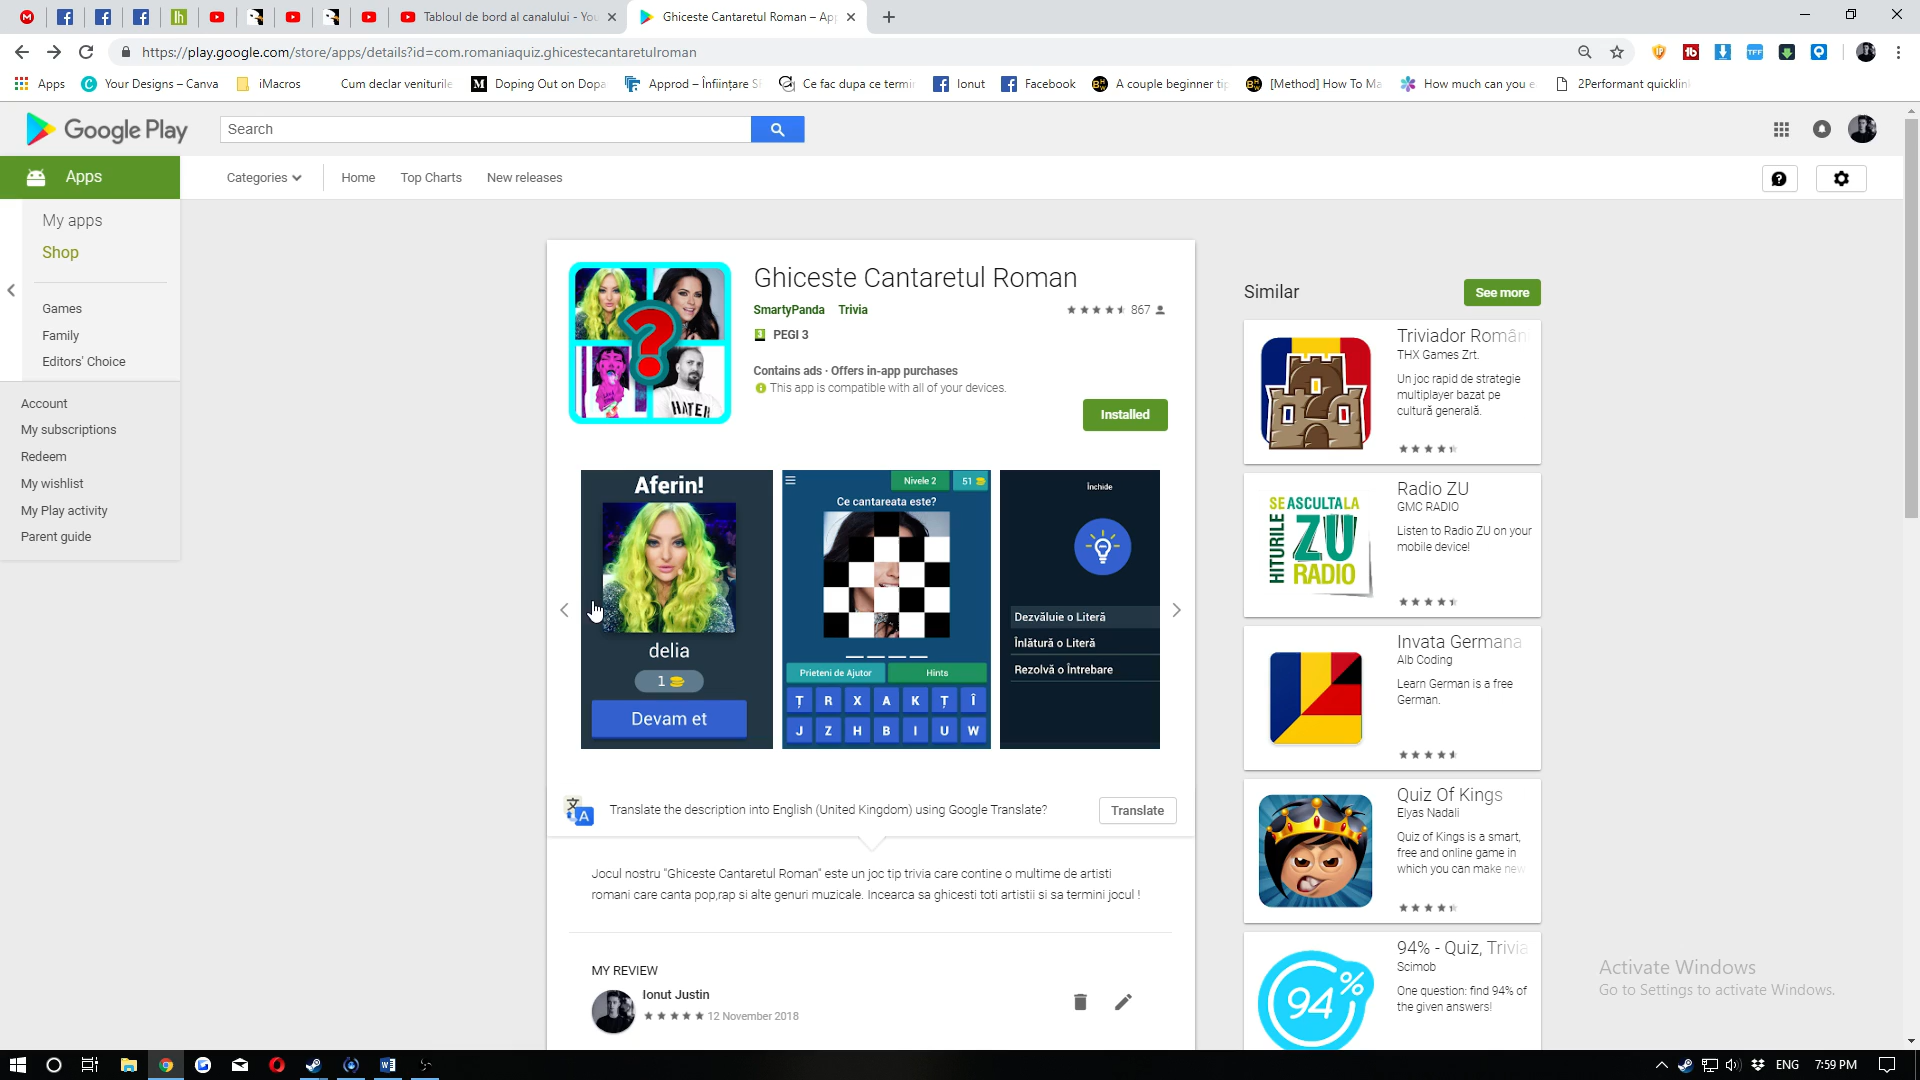 Tabloul de bord al canalului - You
Ghiceste Cantaretul Roman – App
https://play.google.com/store/apps/details?id=com.romaniaquiz.ghicestecantaretulroman
Apps
Your Designs – Canva
iMacros
Cum declar veniturile
Doping Out on Dopa
Approd – Înființare SR
Ce fac dupa ce termin
Ionut
Facebook
A couple beginner tip
[Method] How To Ma
How much can you e
2Performant quicklink
Google Play
Search
Apps
Categories
Home
Top Charts
New releases
My apps
Shop
Games
Family
Editors' Choice
Account
My subscriptions
Redeem
My wishlist
My Play activity
Parent guide
HATER
Ghiceste Cantaretul Roman
SmartyPanda Trivia
867
3 PEGI 3
Contains ads · Offers in-app purchases
This app is compatible with all of your devices.
Installed
Aferin!
delia
1
Devam et
Nivele 2
51
Ce cantareata este?
Prieteni de Ajutor
Hints
Ț R X A K Ț Î
J Z H B I U W
Închide
Dezvăluie o Literă
Înlătură o Literă
Rezolvă o Întrebare
Translate the description into English (United Kingdom) using Google Translate?
Translate
Jocul nostru "Ghiceste Cantaretul Roman" este un joc tip trivia care contine o multime de artisti
romani care canta pop,rap si alte genuri muzicale. Incearca sa ghicesti toti artistii si sa termini jocul !
MY REVIEW
Ionut Justin
12 November 2018
Similar
See more
Triviador Român
THX Games Zrt.
Un joc rapid de strategie
multiplayer bazat pe
cultură generală.
SE ASCULTA LA
HITURILE
ZU
RADIO
Radio ZU
GMC RADIO
Listen to Radio ZU on your
mobile device!
Invata Germana
Alb Coding
Learn German is a free
German.
Quiz Of Kings
Elyas Nadali
Quiz of Kings is a smart,
free and online game in
which you can make new
94%
94% - Quiz, Trivia
Scimob
One question: find 94% of
the given answers!
Activate Windows
Go to Settings to activate Windows.
ENG
7:59 PM